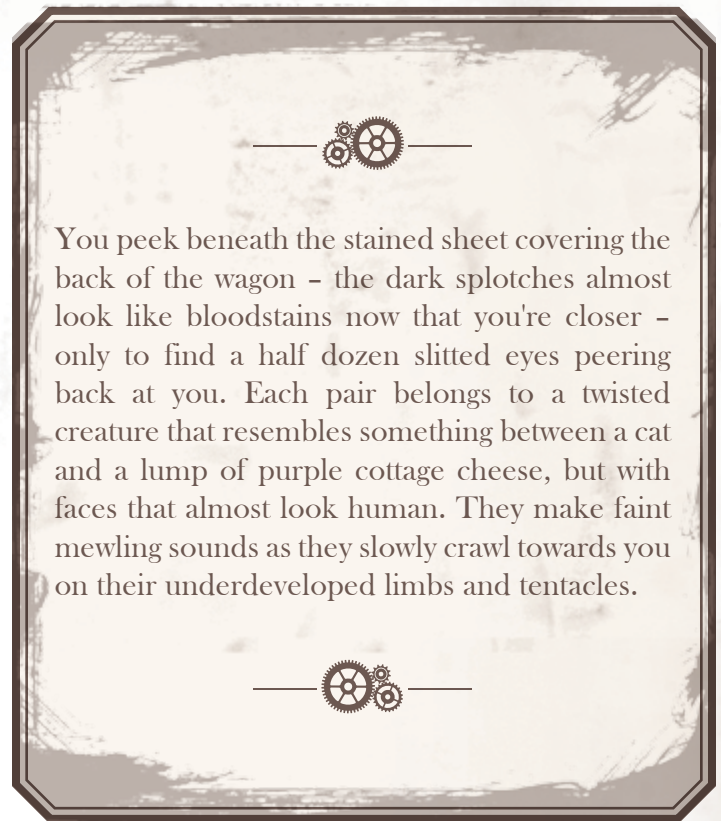 You peek beneath the stained sheet covering the
back of the wagon – the dark splotches almost
look like bloodstains now that you're closer –
only to find a half dozen slitted eyes peering
back at you. Each pair belongs to a twisted
creature that resembles something between a cat
and a lump of purple cottage cheese, but with
faces that almost look human. They make faint
mewling sounds as they slowly crawl towards you
on their underdeveloped limbs and tentacles.